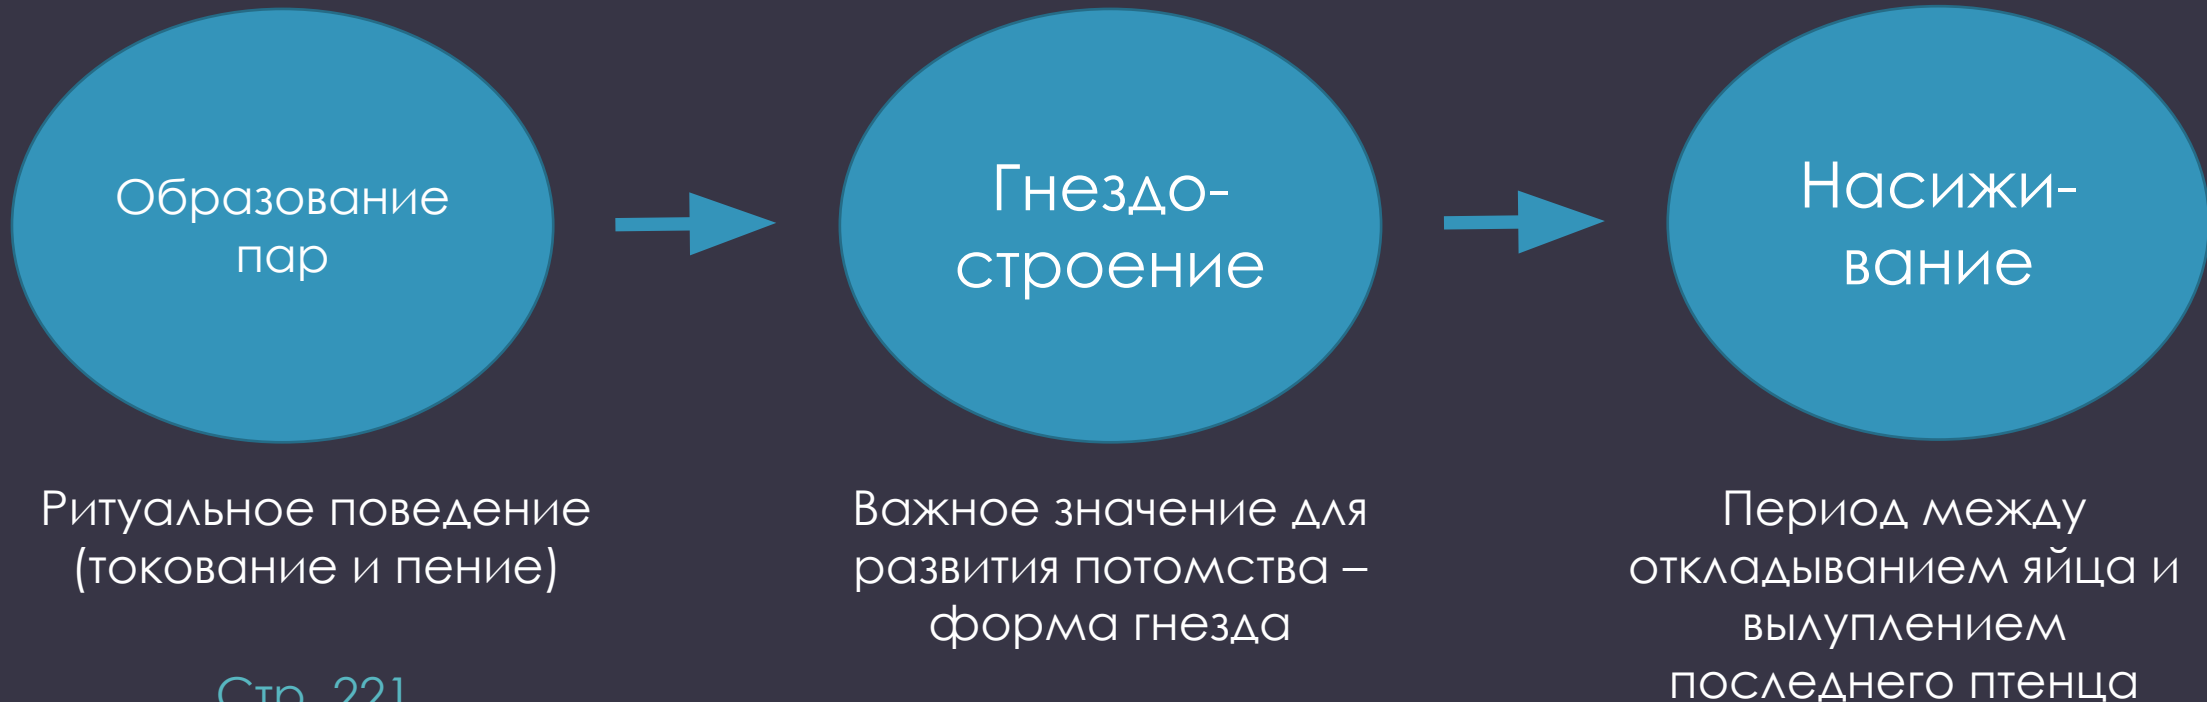 Образование
пар
Гнездо-
строение
Насижи-
вание
Ритуальное поведение
(токование и пение)
Стр. 221
Важное значение для
развития потомства –
форма гнезда
Период между
откладыванием яйца и
вылуплением
последнего птенца